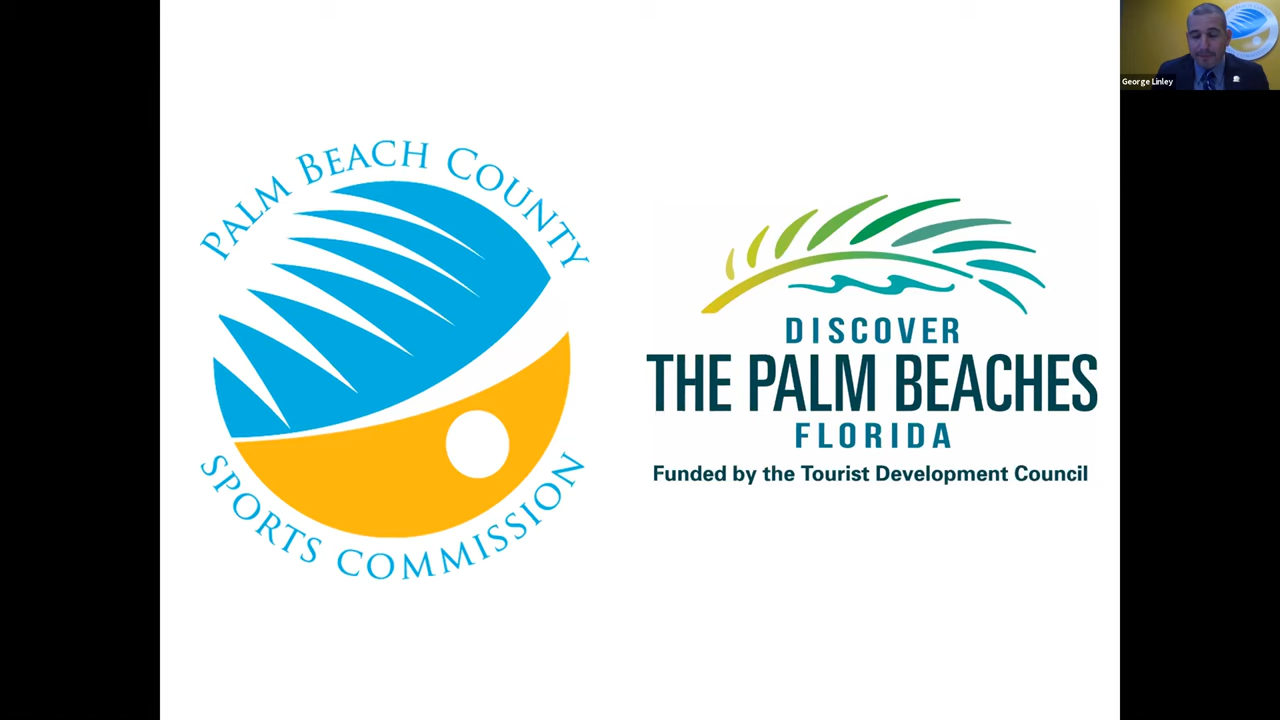 PALM BEACH COUNTY
SPORTS COMMISSION
DISCOVER
THE PALM BEACHES
FLORIDA
Funded by the Tourist Development Council
George Linley